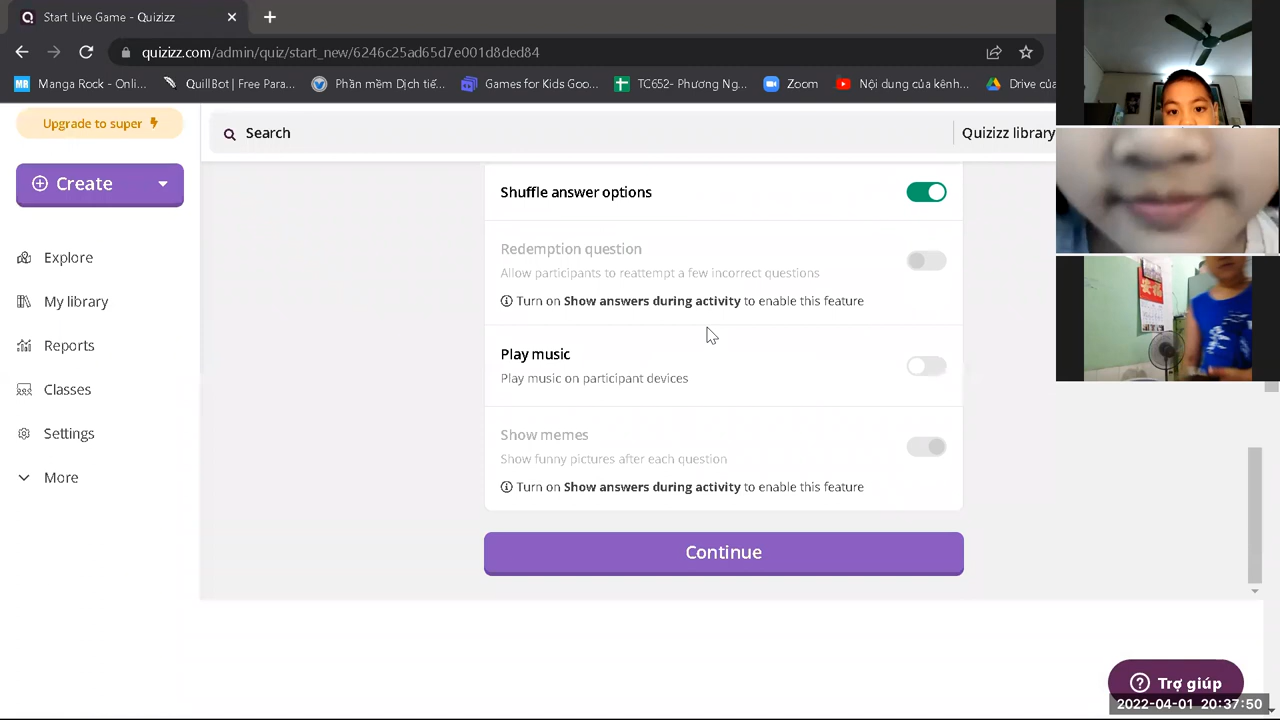 Start Live Game - Quizizz
quizizz.com/admin/quiz/start_new/6246c25ad65d7e001d8ded84
Manga Rock - Onli...
QuillBot | Free Para...
Phần mềm Dịch tiế...
Games for Kids Goo...
TC652- Phương Ng...
Zoom
Nội dung của kênh...
Drive của
Upgrade to super
Search
Quizizz library
Create
Explore
My library
Reports
Classes
Settings
More
Shuffle answer options
Redemption question
Allow participants to reattempt a few incorrect questions
Turn on Show answers during activity to enable this feature
Play music
Play music on participant devices
Show memes
Show funny pictures after each question
Turn on Show answers during activity to enable this feature
Continue
Trợ giúp
2022-04-01 20:37:50